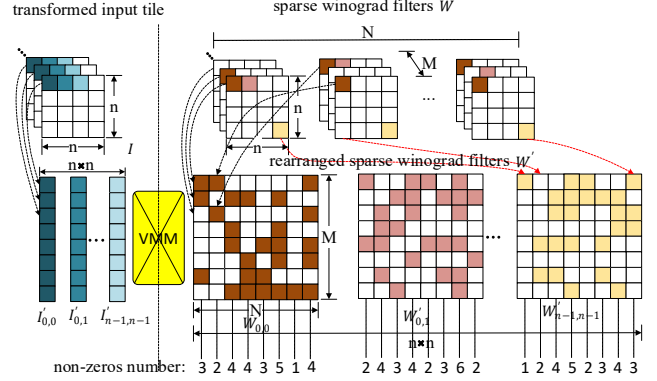 transformed input tile
sparse winograd filters W
N
M
n
n
I
n
n
n×n
rearranged sparse winograd filters W'
VMM
M
I'0,0 I'0,1 I'n-1,n-1
N
W'0,0
W'0,1
W'n-1,n-1
n×n
non-zeros number: 3 2 4 4 3 5 1 4 2 4 3 4 2 3 6 2 1 2 4 5 2 3 4 3